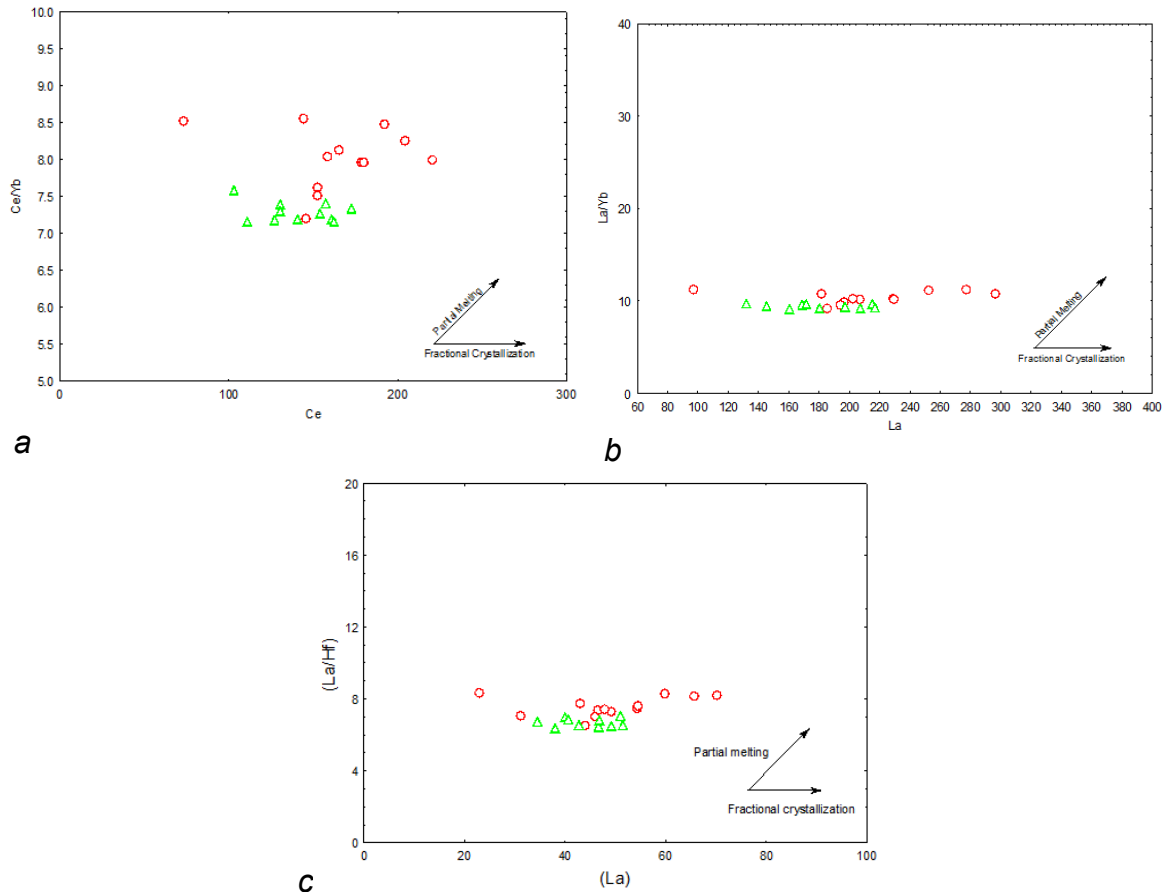 10.0
9.5
9.0
8.5
8.0
7.5
7.0
6.5
6.0
5.5
5.0
Ce/Yb
Partial Melting
Fractional Crystallization
0
100
200
300
Ce
a
40
30
20
10
0
La/Yb
Partial Melting
Fractional Crystallization
60 80 100 120 140 160 180 200 220 240 260 280 300 320 340 360 380 400
La
b
20
16
12
8
4
0
(La/Hf)
Partial melting
Fractional crystallization
0 20 40 60 80 100
(La)
c